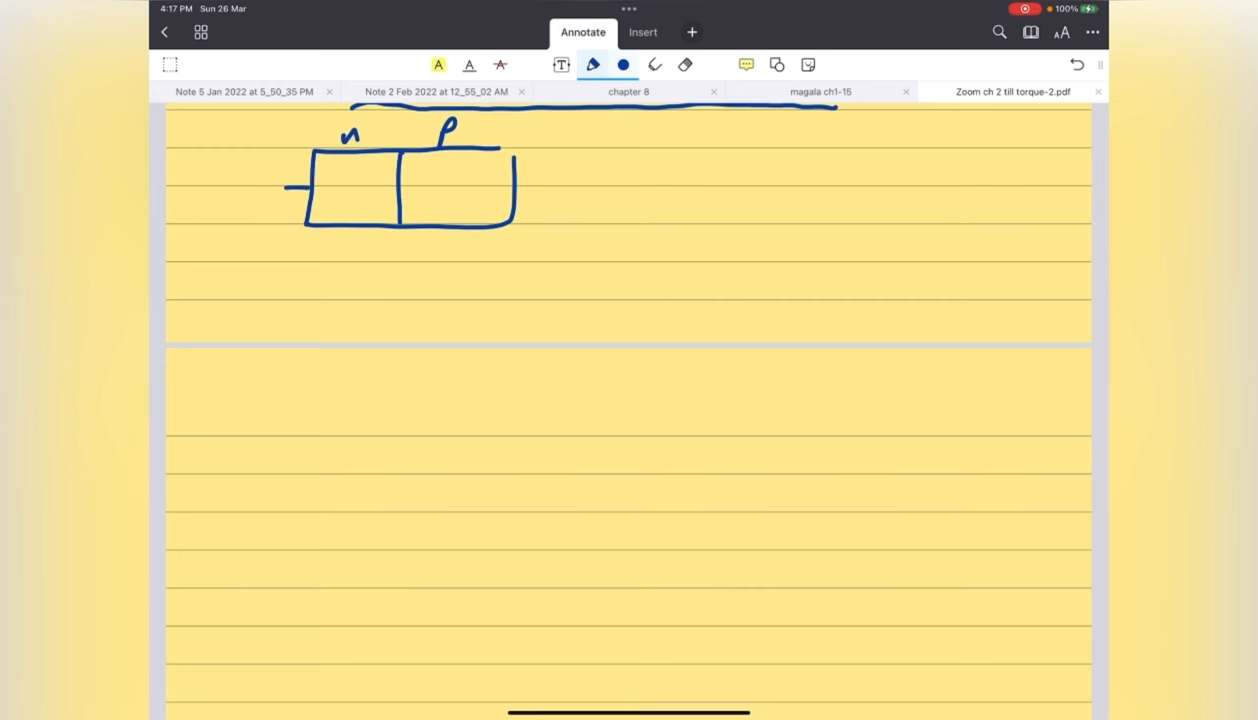 4:17 PM Sun 26 Mar
100%
Annotate Insert
AA
A A A T
Note 5 Jan 2022 at 5_50_35 PM
Note 2 Feb 2022 at 12_55_02 AM
chapter 8
magala ch1-15
Zoom ch 2 till torque-2.pdf
n p